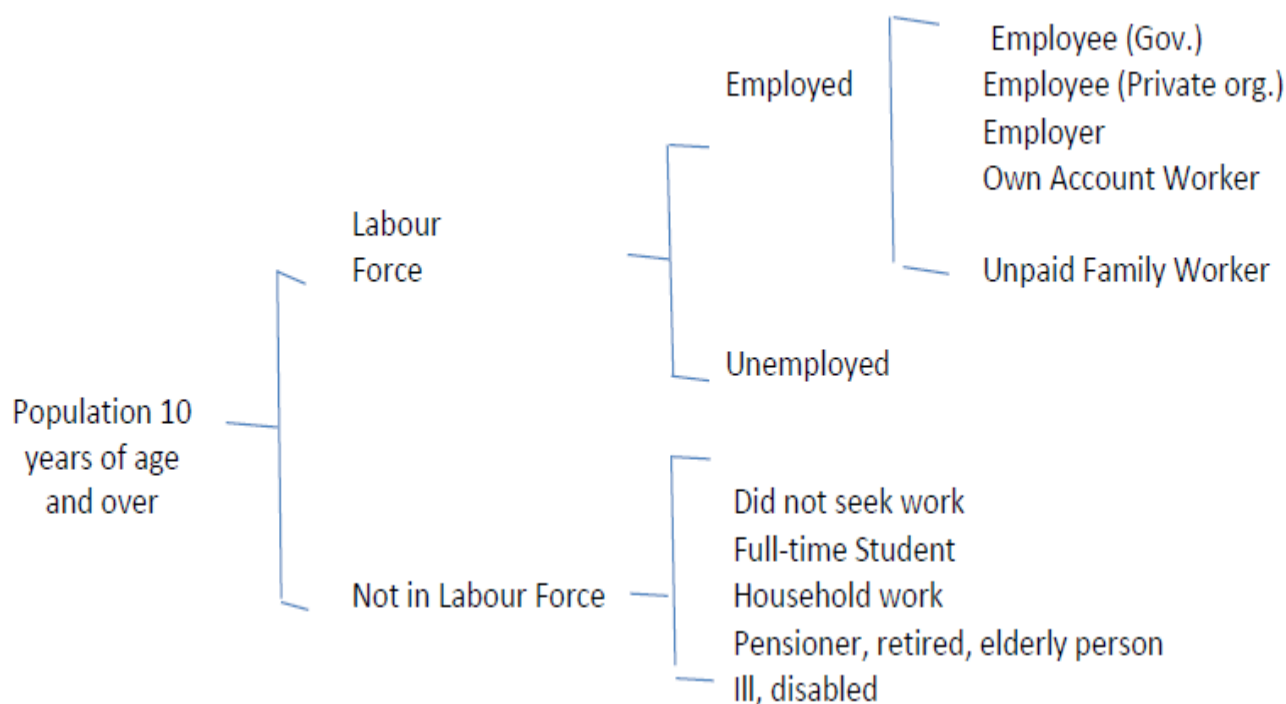 Employee (Gov.)
Employed
Employee (Private org.)
Employer
Own Account Worker
Labour
Force
Unpaid Family Worker
Unemployed
Population 10
years of age
and over
Did not seek work
Full-time Student
Not in Labour Force
Household work
Pensioner, retired, elderly person
Ill, disabled